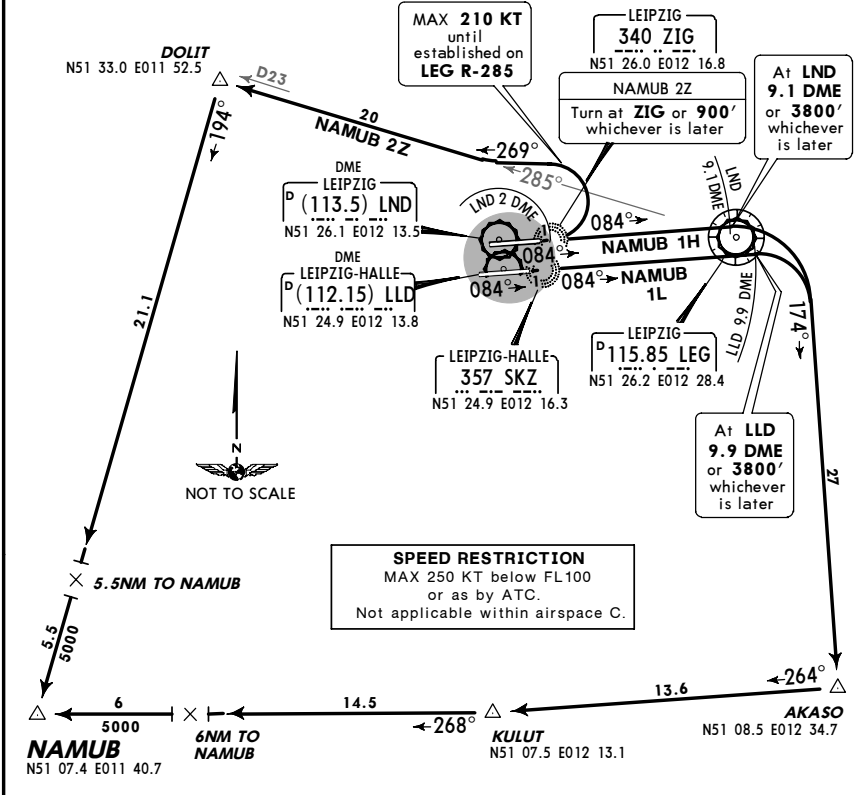 DOLIT
N51 33.0 E011 52.5
D23
194°
20
NAMUB 2Z
269°
285°
MAX 210 KT
until
established on
LEG R-285
LEIPZIG
340 ZIG
N51 26.0 E012 16.8
NAMUB 2Z
Turn at ZIG or 900'
whichever is later
At LND
9.1 DME
or 3800'
whichever
is later
DME
LEIPZIG
D (113.5) LND
N51 26.1 E012 13.5
LND 2 DME
LND
9.1 DME
084°
NAMUB 1H
084°
DME
LEIPZIG-HALLE
D (112.15) LLD
N51 24.9 E012 13.8
084°
084°
NAMUB
1L
LLD 9.9 DME
174°
LEIPZIG-HALLE
357 SKZ
N51 24.9 E012 16.3
LEIPZIG
D 115.85 LEG
N51 26.2 E012 28.4
At LLD
9.9 DME
or 3800'
whichever
is later
21.1
27
N
NOT TO SCALE
SPEED RESTRICTION
MAX 250 KT below FL100
or as by ATC.
Not applicable within airspace C.
5.5NM TO NAMUB
5.5
5000
6
5000
6NM TO
NAMUB
14.5
268°
13.6
264°
NAMUB
N51 07.4 E011 40.7
KULUT
N51 07.5 E012 13.1
AKASO
N51 08.5 E012 34.7